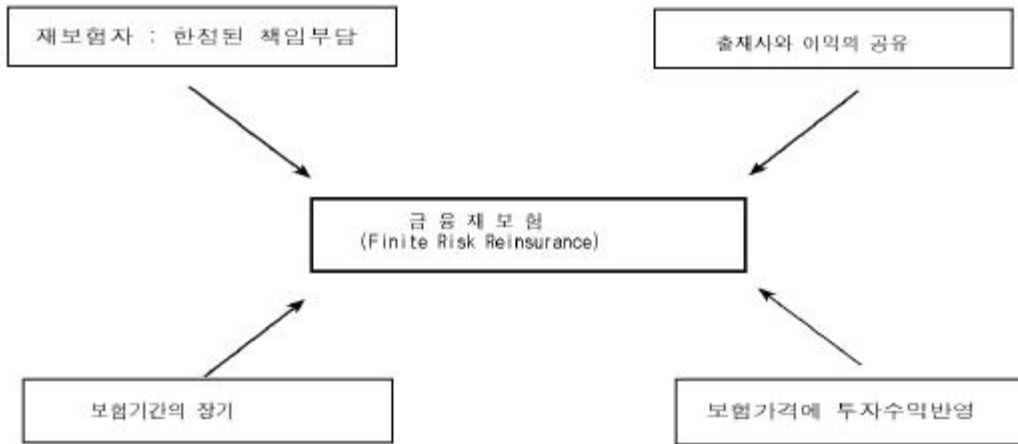 재보험자 : 한정된 책임부담
출재사와 이익의 공유
금 융 재 보 험
(Finite Risk Reinsurance)
보험기간의 장기
보험가격에 투자수익반영